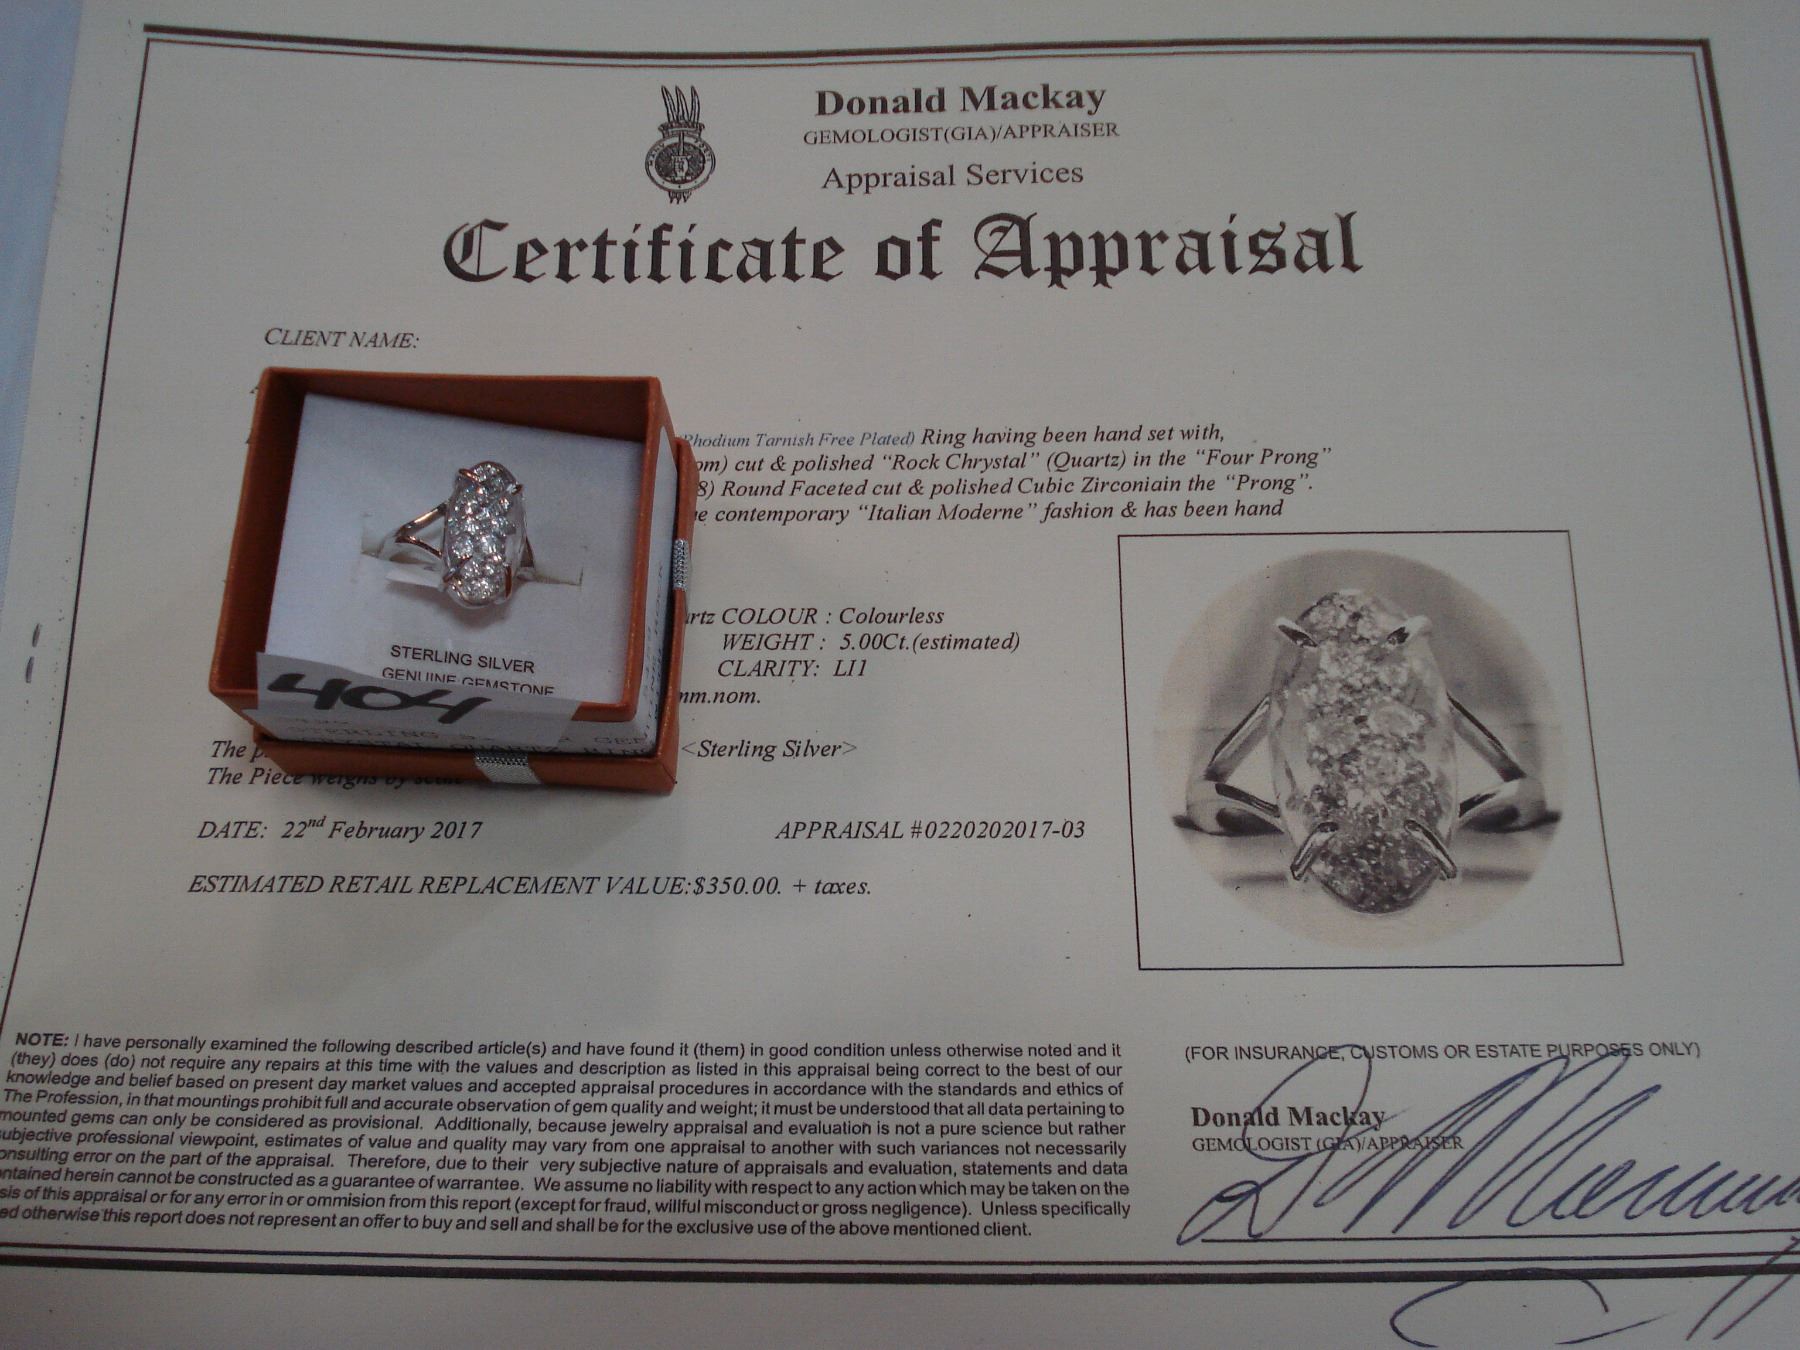 Donald Mackay
GEMOLOGIST(GIA)/APPRAISER
Appraisal Services
Certificate of Appraisal
CLIENT NAME:
Rhodium Tarnish Free Plated) Ring having been hand set with,
om) cut & polished “Rock Chrystal” (Quartz) in the “Four Prong”
8) Round Faceted cut & polished Cubic Zirconiain the “Prong”.
contemporary “Italian Moderne” fashion & has been hand
COLOUR : Colourless
WEIGHT : 5.00Ct.(estimated)
CLARITY: LI1
mm.nom.
STERLING SILVER
GENUINE GEMSTONE
404
The <Sterling Silver>
The Piece weighs by
DATE: 22nd February 2017 APPRAISAL #0220202017-03
ESTIMATED RETAIL REPLACEMENT VALUE:$350.00. + taxes.
NOTE: I have personally examined the following described article(s) and have found it (them) in good condition unless otherwise noted and it
(they) does (do) not require any repairs at this time with the values and description as listed in this appraisal being correct to the best of our
knowledge and belief based on present day market values and accepted appraisal procedures in accordance with the standards and ethics of
The Profession, in that mountings prohibit full and accurate observation of gem quality and weight; it must be understood that all data pertaining to
mounted gems can only be considered as provisional. Additionally, because jewelry appraisal and evaluation is not a pure science but rather
subjective professional viewpoint, estimates of value and quality may vary from one appraisal to another with such variances not necessarily
onsulting error on the part of the appraisal. Therefore, due to their very subjective nature of appraisals and evaluation, statements and data
ntained herein cannot be constructed as a guarantee of warrantee. We assume no liability with respect to any action which may be taken on the
sis of this appraisal or for any error in or ommision from this report (except for fraud, willful misconduct or gross negligence). Unless specifically
ed otherwise this report does not represent an offer to buy and sell and shall be for the exclusive use of the above mentioned client.
(FOR INSURANCE, CUSTOMS OR ESTATE PURPOSES ONLY)
Donald Mackay
GEMOLOGIST (GIA)/APPRAISER